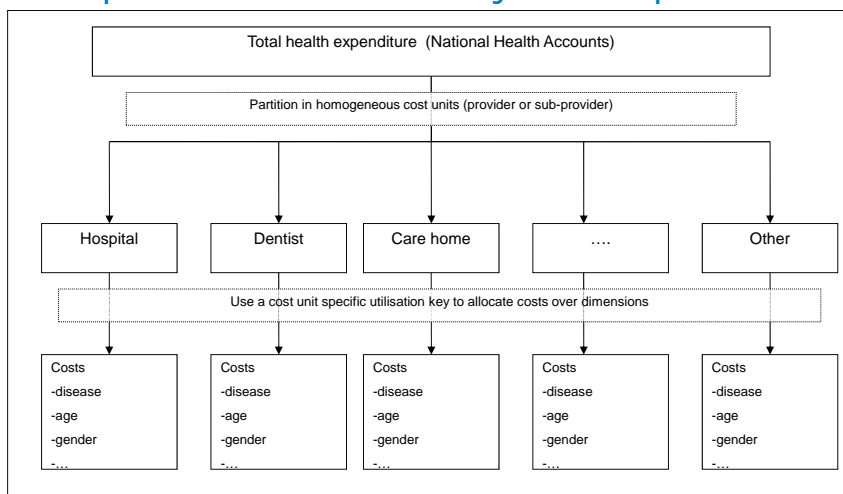 Total health expenditure (National Health Accounts)
Partition in homogeneous cost units (provider or sub-provider)
Hospital
Dentist
Care home
....
Other
Use a cost unit specific utilisation key to allocate costs over dimensions
Costs
-disease
-age
-gender
-...
Costs
-disease
-age
-gender
-...
Costs
-disease
-age
-gender
-...
Costs
-disease
-age
-gender
-...
Costs
-disease
-age
-gender
-...